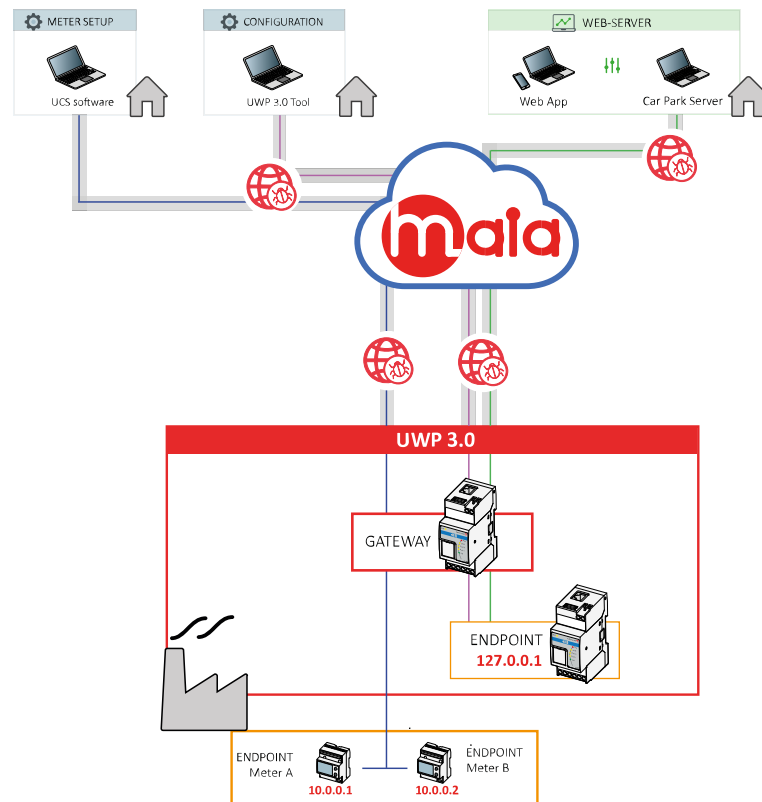 METER SETUP
CONFIGURATION
WEB-SERVER
UCS software
UWP 3.0 Tool
Web App
Car Park Server
maia
UWP 3.0
GATEWAY
ENDPOINT
127.0.0.1
ENDPOINT
Meter A
10.0.0.1
10.0.0.2
ENDPOINT
Meter B